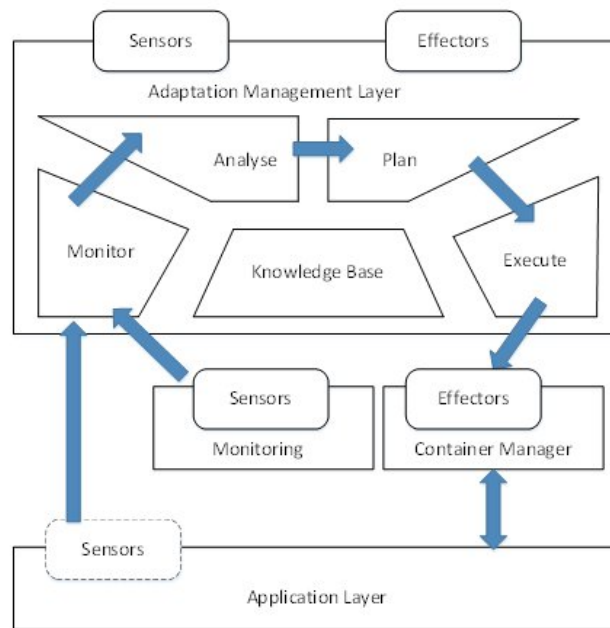 Sensors
Effectors
Adaptation Management Layer
Analyse
Plan
Monitor
Execute
Knowledge Base
Sensors
Effectors
Monitoring
Container Manager
Sensors
Application Layer